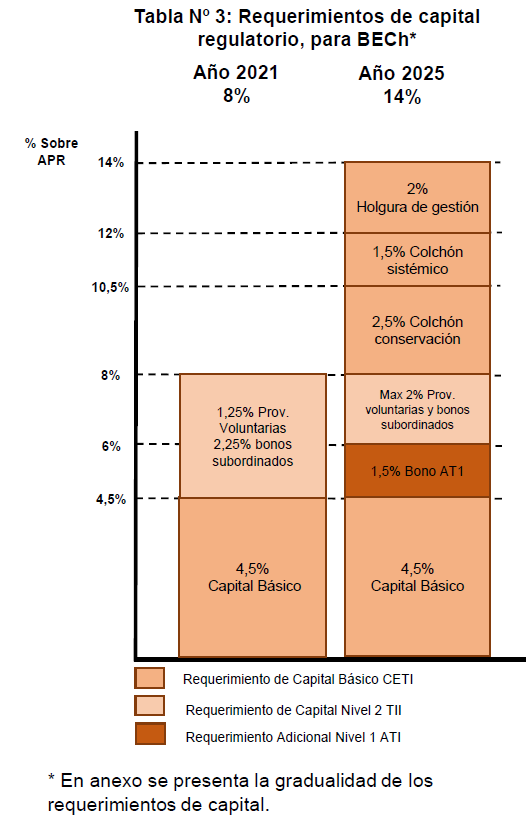 Tabla Nº 3: Requerimientos de capital
regulatorio, para BECh*
Año 2021
8%
Año 2025
14%
% Sobre
APR
14%
12%
10,5%
8%
6%
4,5%
2%
Holgura de gestión
1,5% Colchón
sistémico
2,5% Colchón
conservación
1,25% Prov.
Voluntarias
2,25% bonos
subordinados
Max 2% Prov.
voluntarias y bonos
subordinados
1,5% Bono AT1
4,5%
Capital Básico
4,5%
Capital Básico
Requerimiento de Capital Básico CETI
Requerimiento de Capital Nivel 2 TII
Requerimiento Adicional Nivel 1 ATI
* En anexo se presenta la gradualidad de los
requerimientos de capital.